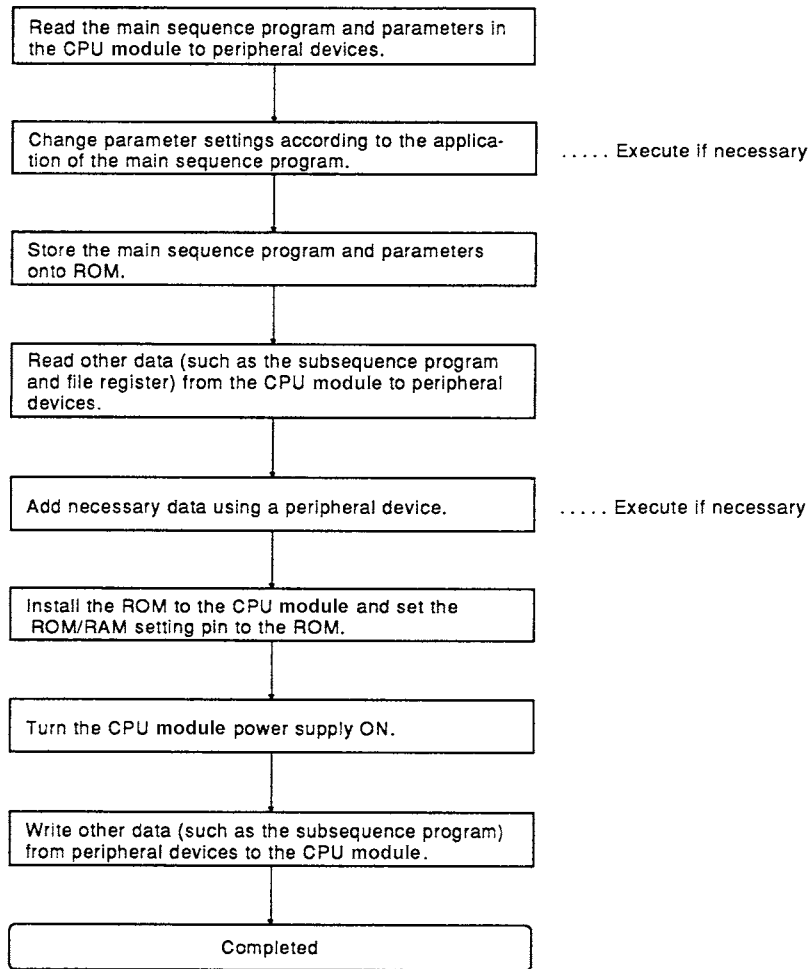 Read the main sequence program and parameters in
the CPU module to peripheral devices.
Change parameter settings according to the applica-
tion of the main sequence program.
..... Execute if necessary
Store the main sequence program and parameters
onto ROM.
Read other data (such as the subsequence program
and file register) from the CPU module to peripheral
devices.
Add necessary data using a peripheral device.
..... Execute if necessary
Install the ROM to the CPU module and set the
ROM/RAM setting pin to the ROM.
Turn the CPU module power supply ON.
Write other data (such as the subsequence program)
from peripheral devices to the CPU module.
Completed